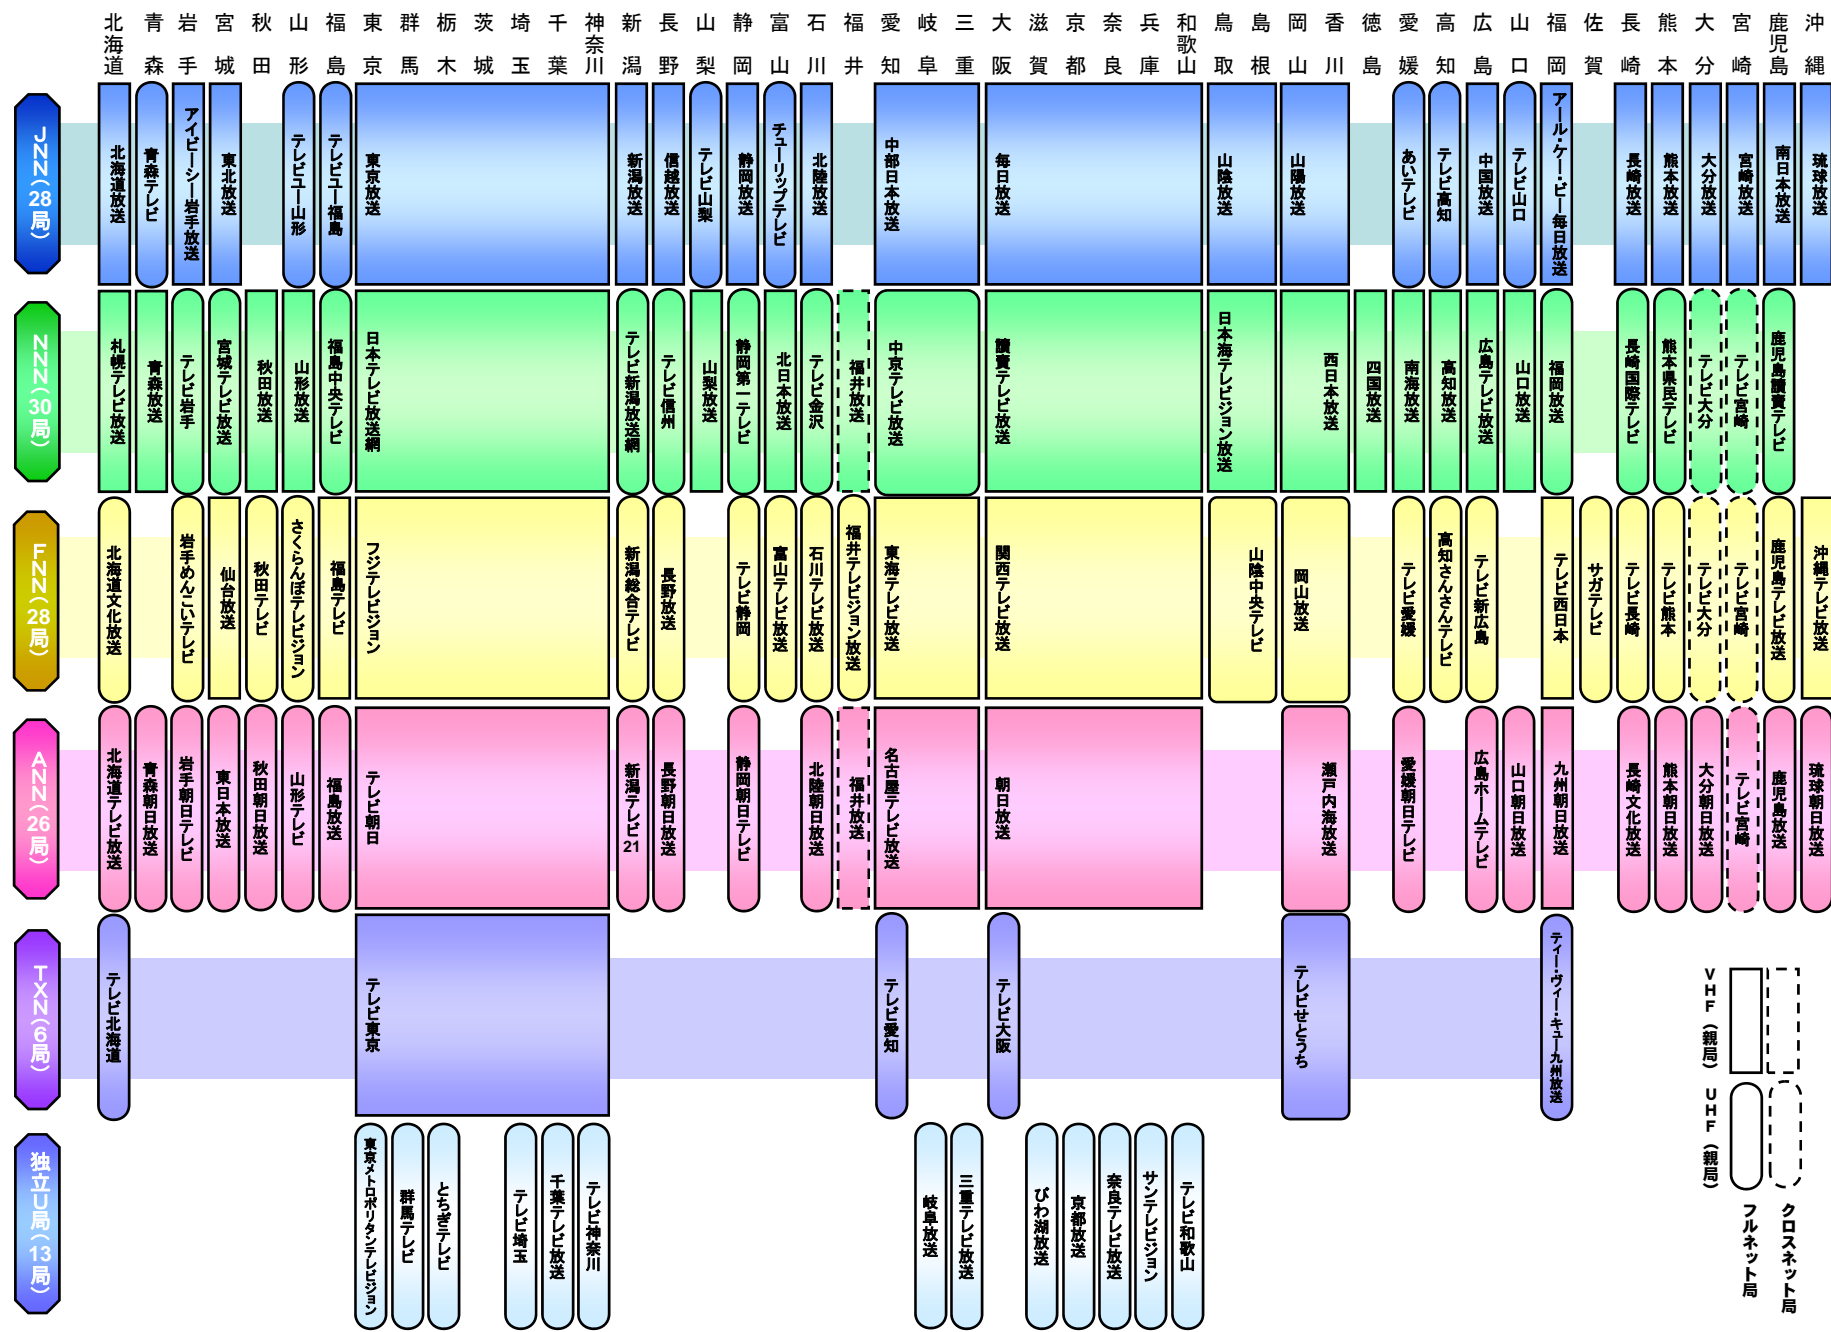 北海道
青森
岩手
宮城
秋田
山形
福島
東京
群馬
栃木
茨城
埼玉
千葉
神奈川
新潟
長野
山梨
静岡
富山
石川
福井
愛知
岐阜
三重
大阪
滋賀
京都
奈良
兵庫
和歌山
鳥取
島根
岡山
香川
徳島
愛媛
高知
広島
山口
福岡
佐賀
長崎
熊本
大分
宮崎
鹿児島
沖縄
JNN(28局)
北海道放送
青森テレビ
アイビーシー岩手放送
東北放送
テレビユー山形
テレビユー福島
東京放送
新潟放送
信越放送
テレビ山梨
静岡放送
チューリップテレビ
北陸放送
中部日本放送
毎日放送
山陰放送
山陽放送
あいテレビ
テレビ高知
中国放送
テレビ山口
アール・ケー・ビー毎日放送
長崎放送
熊本放送
大分放送
宮崎放送
南日本放送
琉球放送
NNN(30局)
札幌テレビ放送
青森放送
テレビ岩手
宮城テレビ放送
秋田放送
山形放送
福島中央テレビ
日本テレビ放送網
テレビ新潟放送網
テレビ信州
山梨放送
静岡第一テレビ
北日本放送
テレビ金沢
福井放送
中京テレビ放送
讀賣テレビ放送
日本海テレビジョン放送
西日本放送
四国放送
南海放送
高知放送
広島テレビ放送
山口放送
福岡放送
長崎国際テレビ
熊本県民テレビ
テレビ大分
テレビ宮崎
鹿児島讀賣テレビ
FNN(28局)
北海道文化放送
岩手めんこいテレビ
仙台放送
秋田テレビ
さくらんぼテレビジョン
福島テレビ
フジテレビジョン
新潟総合テレビ
長野放送
テレビ静岡
富山テレビ放送
石川テレビ放送
福井テレビジョン放送
東海テレビ放送
関西テレビ放送
山陰中央テレビ
岡山放送
テレビ愛媛
高知さんさんテレビ
テレビ新広島
テレビ西日本
サガテレビ
テレビ長崎
テレビ熊本
テレビ大分
テレビ宮崎
鹿児島テレビ放送
沖縄テレビ放送
ANN(26局)
北海道テレビ放送
青森朝日放送
岩手朝日テレビ
東日本放送
秋田朝日放送
山形テレビ
福島放送
テレビ朝日
新潟テレビ21
長野朝日放送
静岡朝日テレビ
北陸朝日放送
福井放送
名古屋テレビ放送
朝日放送
瀬戸内海放送
愛媛朝日テレビ
広島ホームテレビ
山口朝日放送
九州朝日放送
長崎文化放送
熊本朝日放送
大分朝日放送
テレビ宮崎
鹿児島放送
琉球朝日放送
TXN(6局)
テレビ北海道
テレビ東京
テレビ愛知
テレビ大阪
テレビせとうち
ティー・ヴィー・キュー九州放送
独立U局(13局)
東京メトロポリタンテレビジョン
群馬テレビ
とちぎテレビ
テレビ埼玉
千葉テレビ放送
テレビ神奈川
岐阜放送
三重テレビ放送
びわ湖放送
京都放送
奈良テレビ放送
サンテレビジョン
テレビ和歌山
VHF(親局)
UHF(親局)
フルネット局
クロスネット局